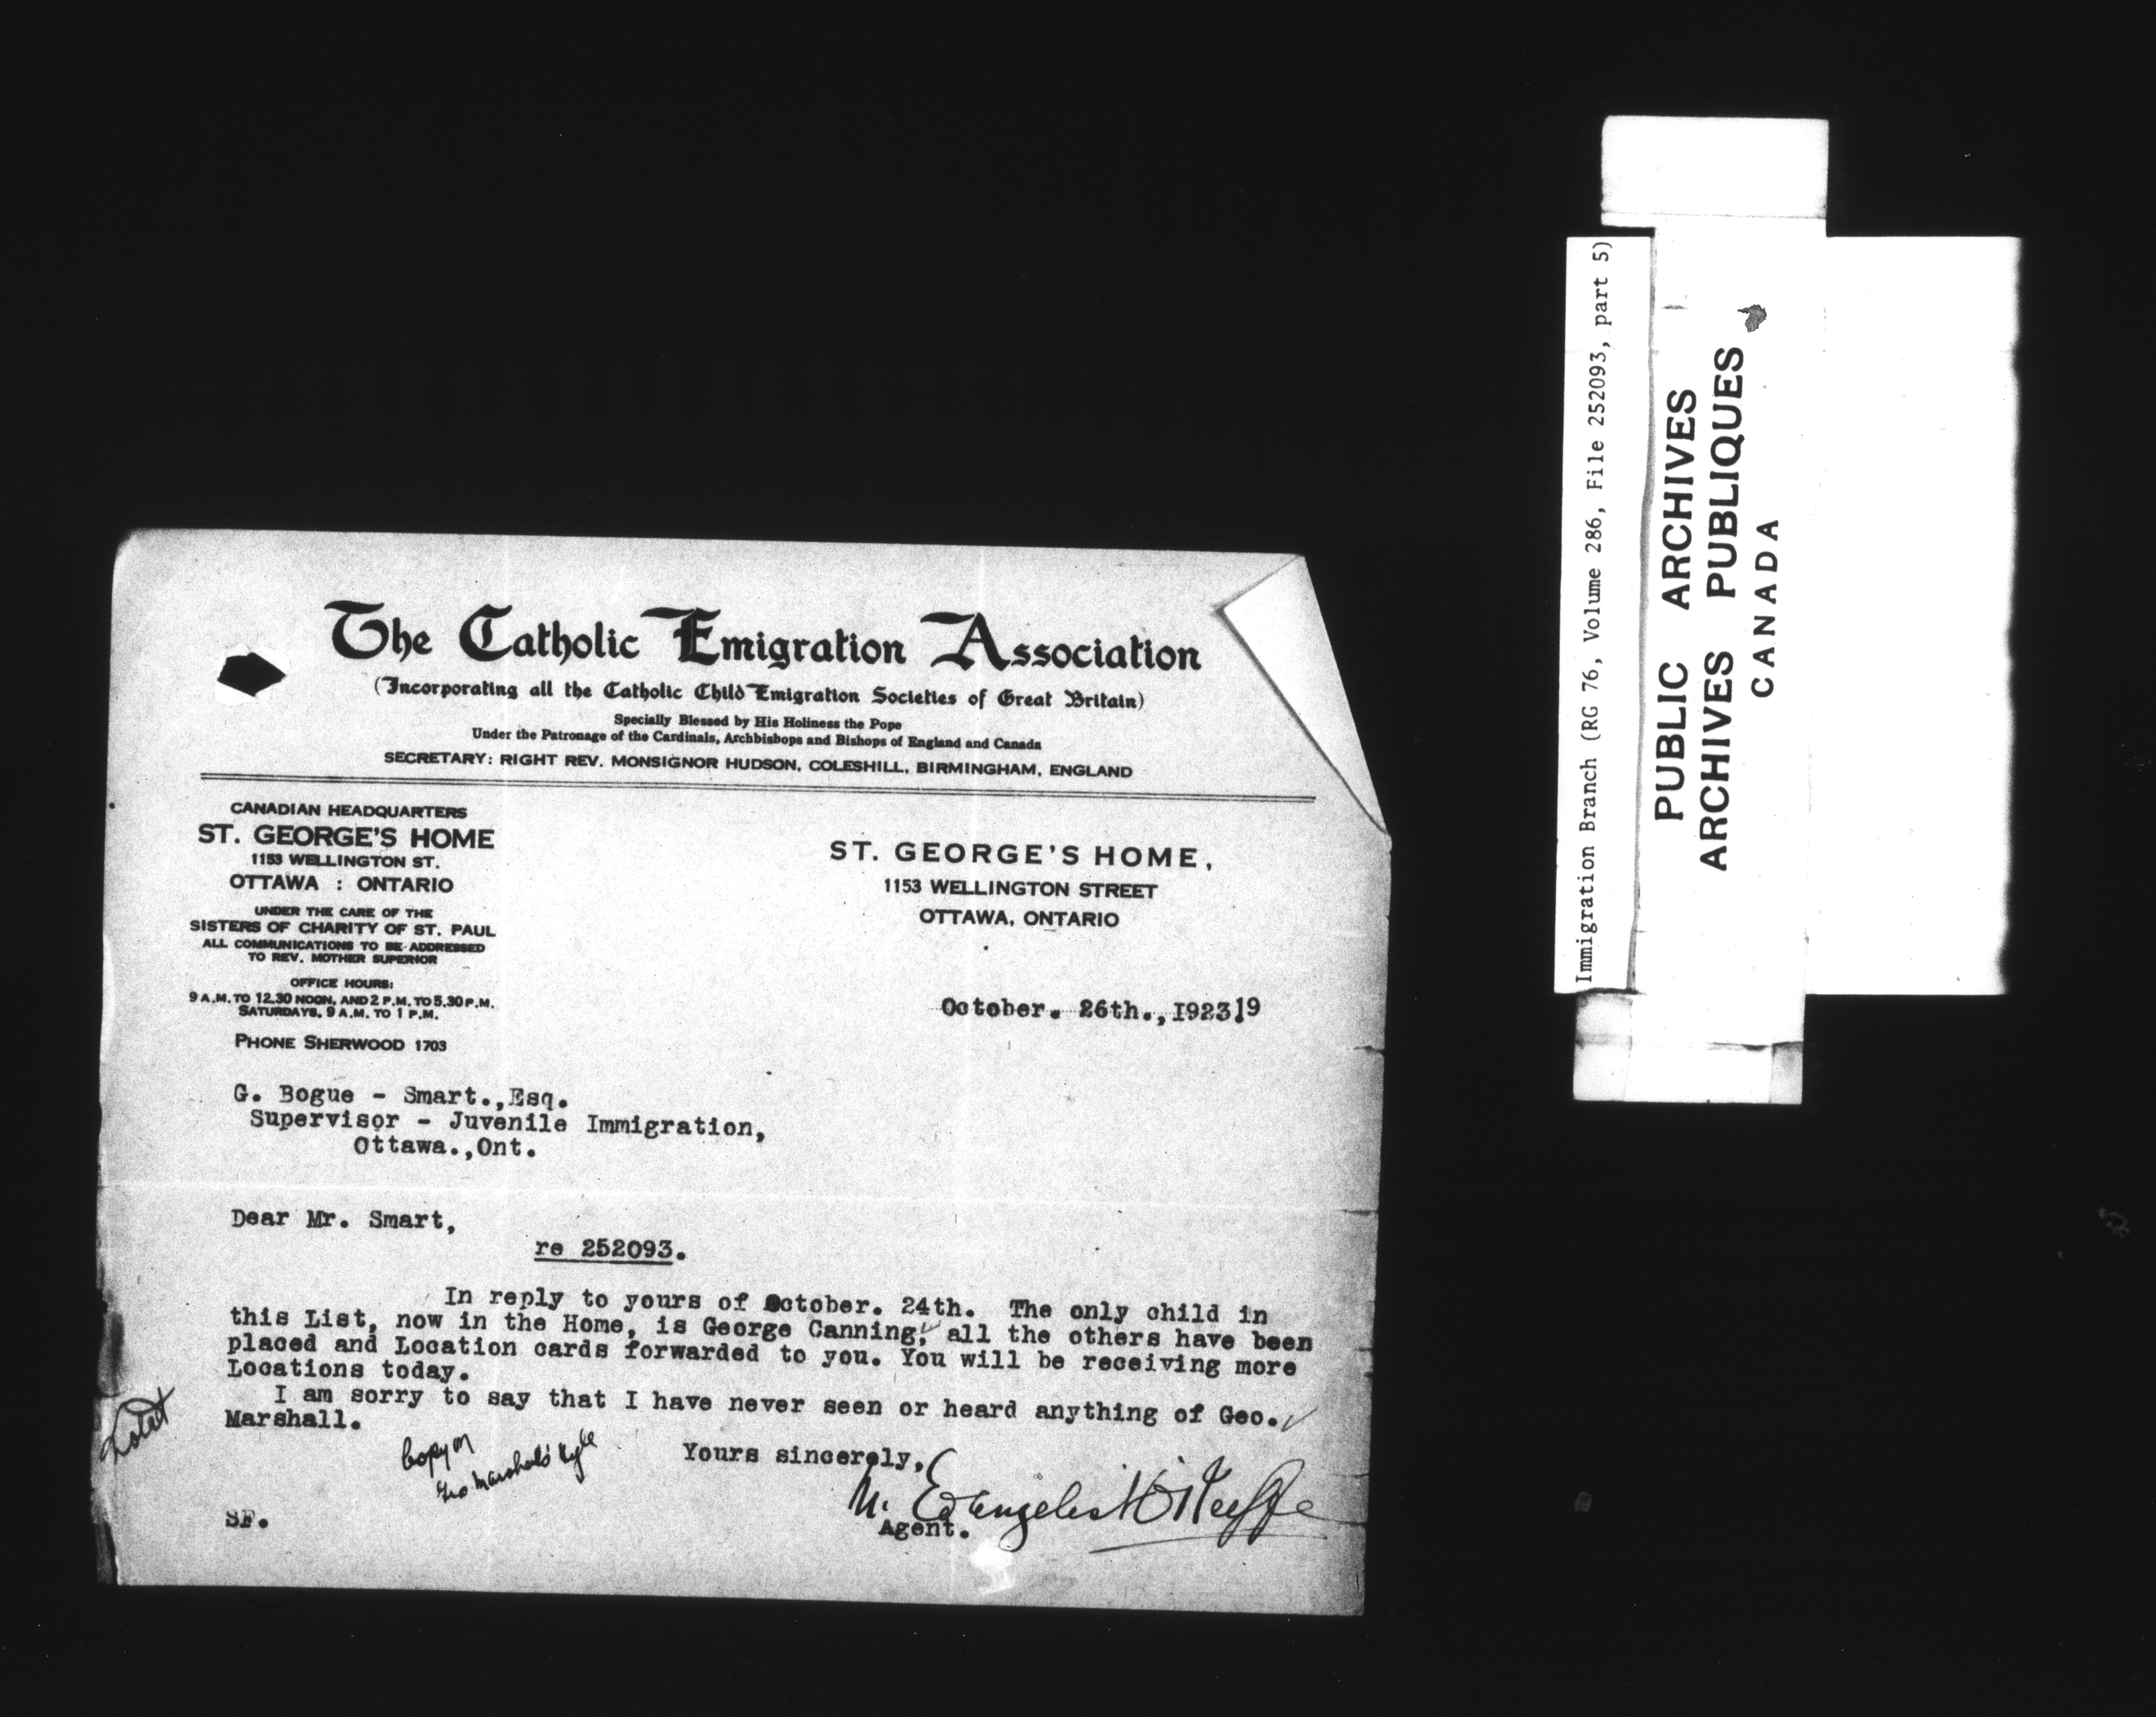 The Catholic Emigration Association
(Incorporating all the Catholic Child Emigration Societies of Great Britain)
Specially Blessed by His Holiness the Pope
Under the Patronage of the Cardinals, Archbishops and Bishops of England and Canada
SECRETARY: RIGHT REV. MONSIGNOR HUDSON, COLESHILL, BIRMINGHAM, ENGLAND
CANADIAN HEADQUARTERS
ST. GEORGE'S HOME
1153 WELLINGTON ST.
OTTAWA : ONTARIO
UNDER THE CARE OF THE
SISTERS OF CHARITY OF ST. PAUL
ALL COMMUNICATIONS TO BE ADDRESSED
TO REV. MOTHER SUPERIOR
OFFICE HOURS:
9 A.M. TO 12.30 NOON, AND 2 P.M. TO 5.30 P.M.
SATURDAYS, 9 A.M. TO 1 P.M.
PHONE SHERWOOD 1703
ST. GEORGE'S HOME,
1153 WELLINGTON STREET
OTTAWA, ONTARIO
October. 26th.,1923.19
G. Bogue - Smart.,Esq.
Supervisor - Juvenile Immigration,
Ottawa.,Ont.
Dear Mr. Smart,
re 252093.
In reply to yours of October. 24th. The only child in
this List, now in the Home, is George Canning, all the others have been
placed and Location cards forwarded to you. You will be receiving more
Locations today.
I am sorry to say that I have never seen or heard anything of Geo.
Marshall.
Copy on
Geo Marshall's
Yours sincerely,
M. Evangelist O'Keeffe
Agent.
SF.
Immigration Branch (RG 76, Volume 286, File 252093, part 5)
PUBLIC ARCHIVES
ARCHIVES PUBLIQUES
CANADA